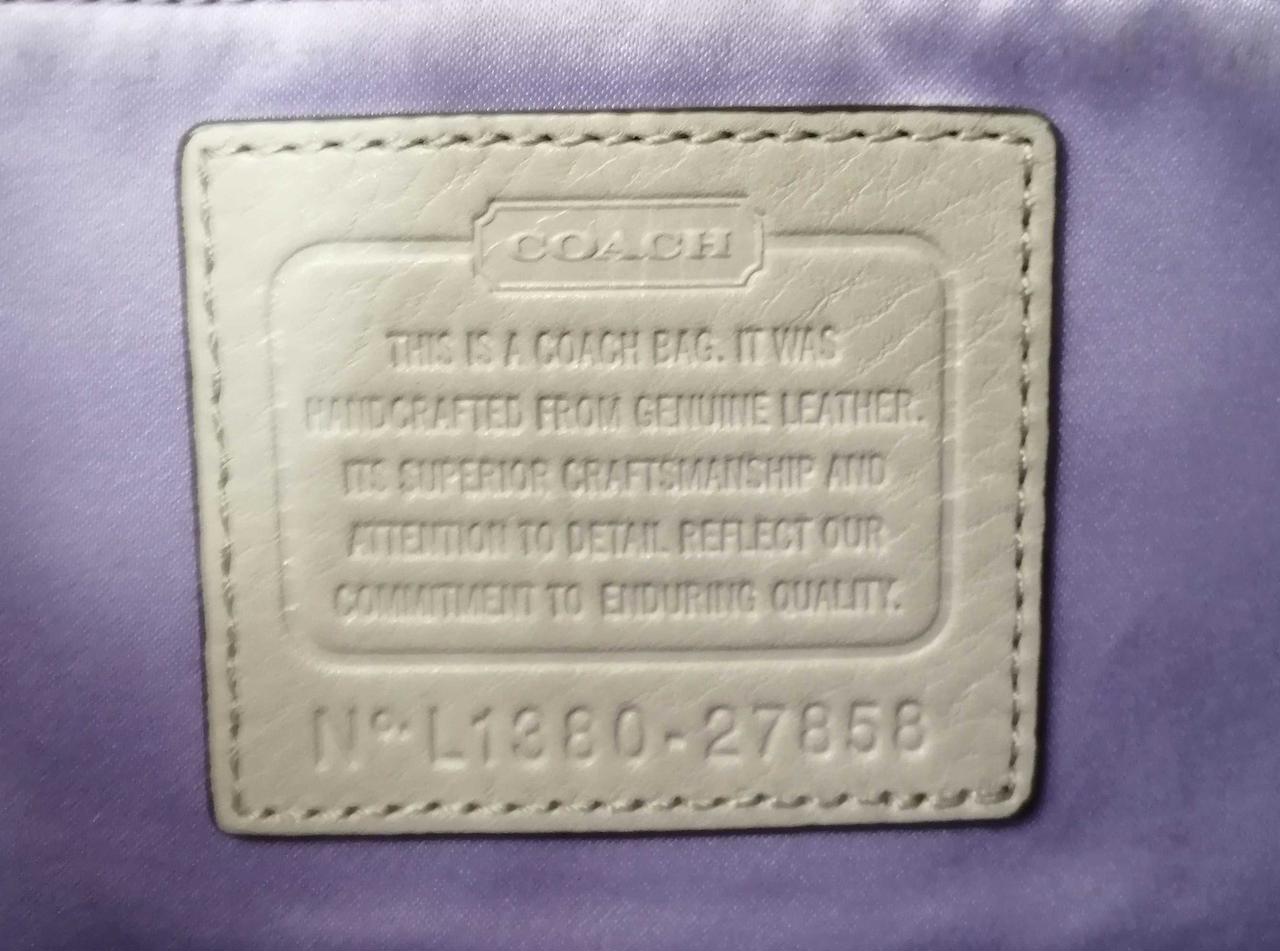 COACH
THIS IS A COACH BAG. IT WAS
HANDCRAFTED FROM GENUINE LEATHER.
ITS SUPERIOR CRAFTSMANSHIP AND
ATTENTION TO DETAIL REFLECT OUR
COMMITMENT TO ENDURING QUALITY.
Nº. L1380-27858